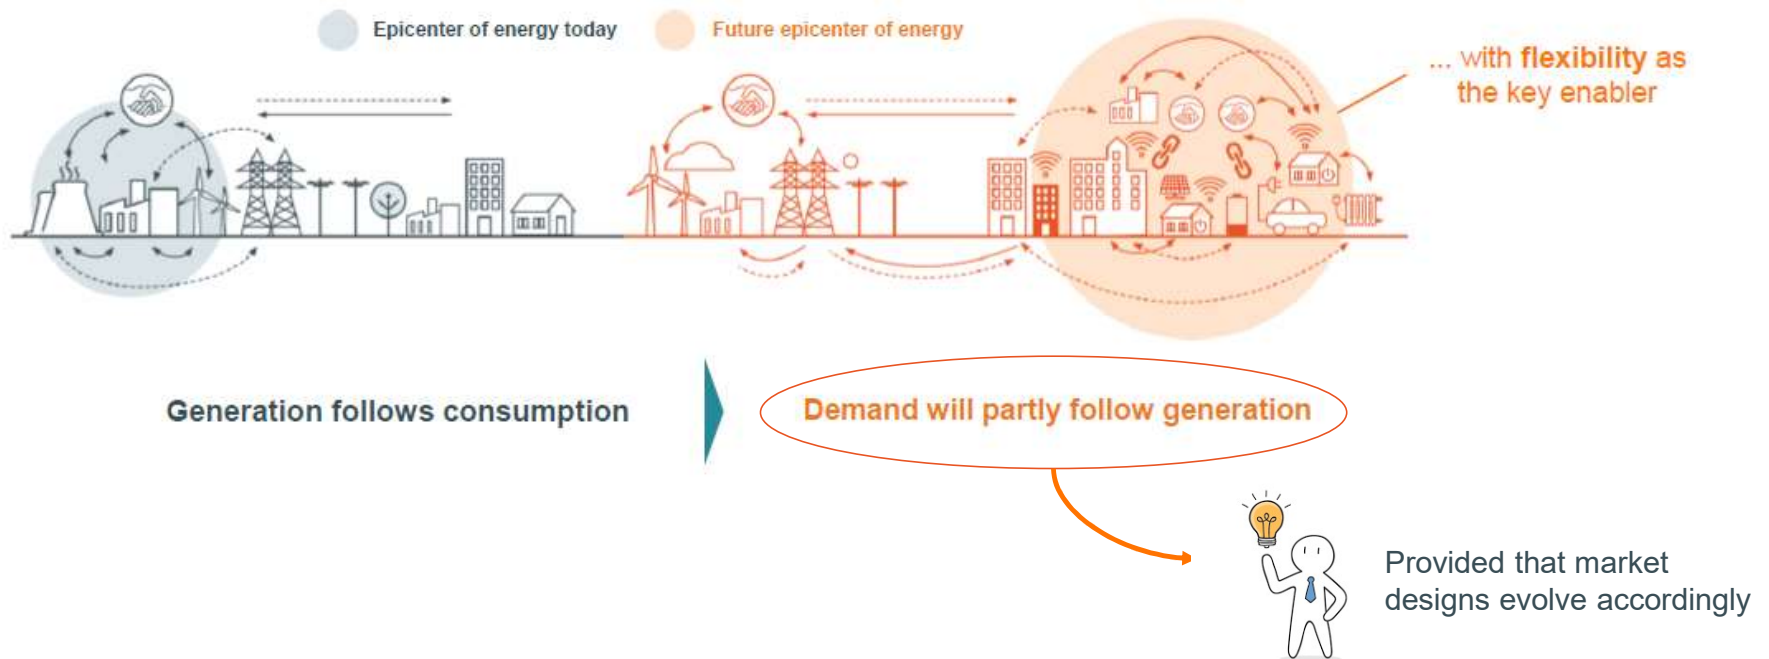 Epicenter of energy today
Future epicenter of energy
... with flexibility as
the key enabler
Generation follows consumption
Demand will partly follow generation
Provided that market
designs evolve accordingly